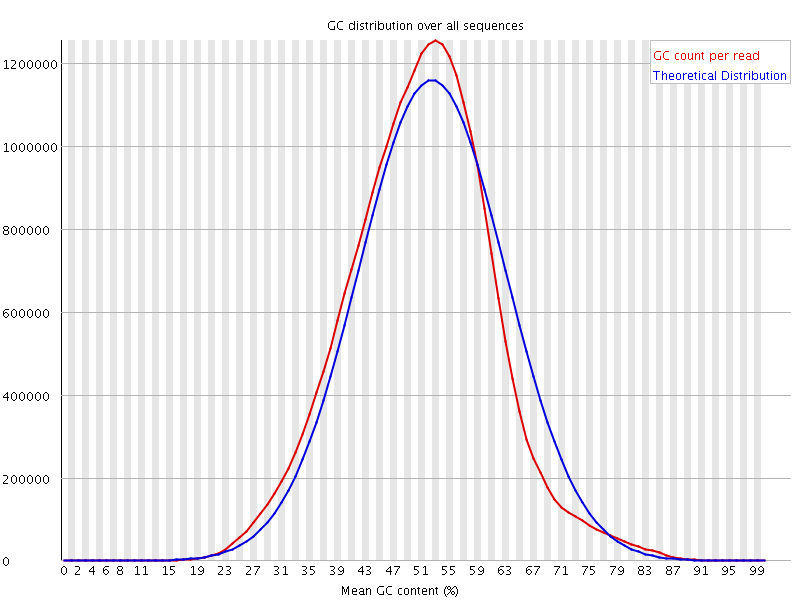 GC distribution over all sequences
GC count per read
Theoretical Distribution
1200000
1000000
800000
600000
400000
200000
0
0 2 4 6 8 11 15 19 23 27 31 35 39 43 47 51 55 59 63 67 71 75 79 83 87 91 95 99
Mean GC content (%)